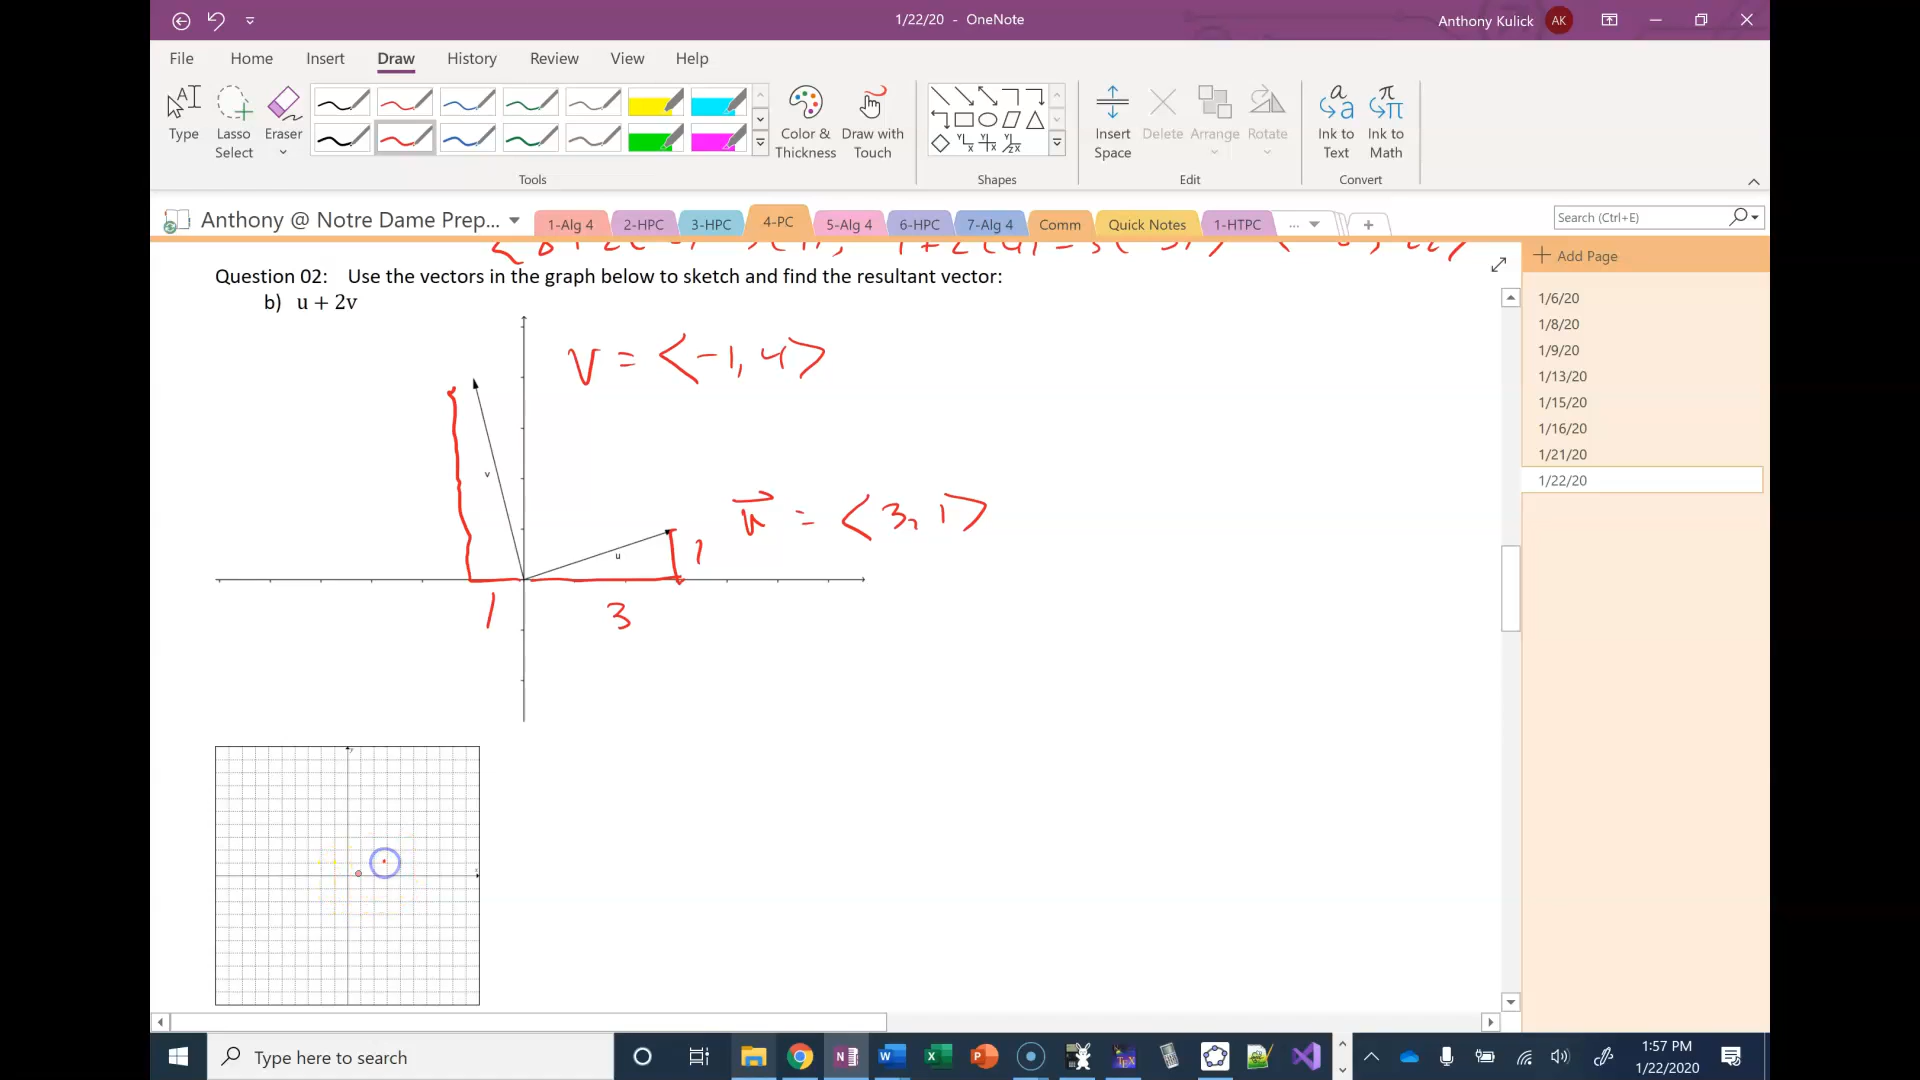 1/22/20 - OneNote
Anthony Kulick AK
File Home Insert Draw History Review View Help
Type
Lasso Select
Eraser
Color & Thickness
Draw with Touch
Insert Space
Delete
Arrange
Rotate
Ink to Text
Ink to Math
Tools
Shapes
Edit
Convert
Anthony @ Notre Dame Prep...
1-Alg 4 2-HPC 3-HPC 4-PC 5-Alg 4 6-HPC 7-Alg 4 Comm Quick Notes 1-HTPC ...
Search (Ctrl+E)
Add Page
1/6/20
1/8/20
1/9/20
1/13/20
1/15/20
1/16/20
1/21/20
1/22/20
Question 02: Use the vectors in the graph below to sketch and find the resultant vector:
b) u + 2v
V = <-1, 4>
v
u = <3, 1>
u
1
1
3
Type here to search
1:57 PM
1/22/2020